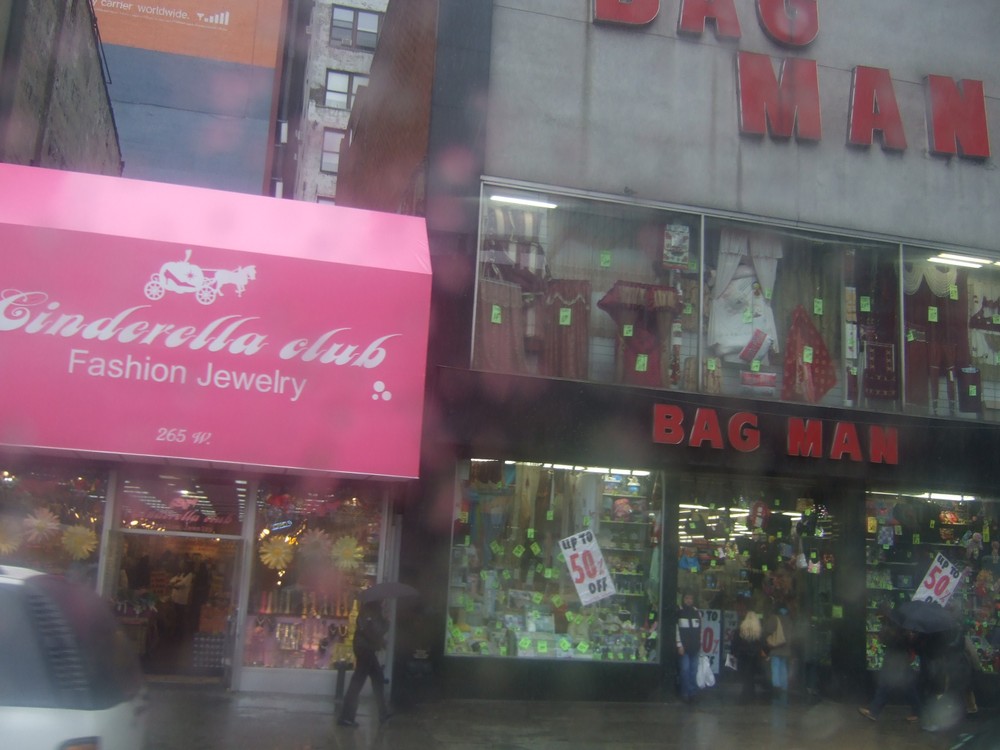 carrier worldwide.
BAG
MAN
Cinderella club
Fashion Jewelry
265 W.
BAG MAN
UP TO
50%
OFF
UP TO
50%